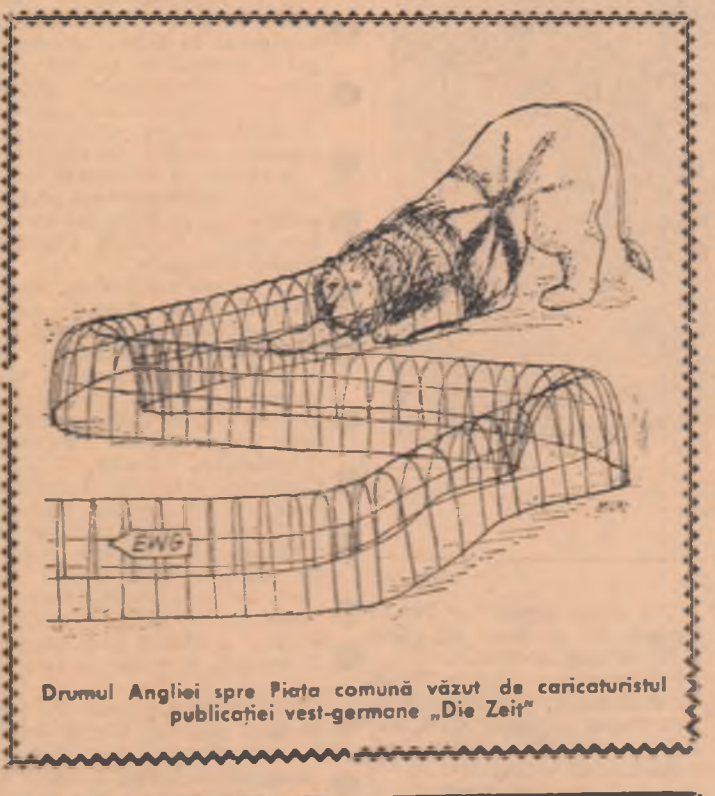 EWG
Drumul Angliei spre Piața comună văzut de caricaturistul
publicației vest-germane „Die Zeit"